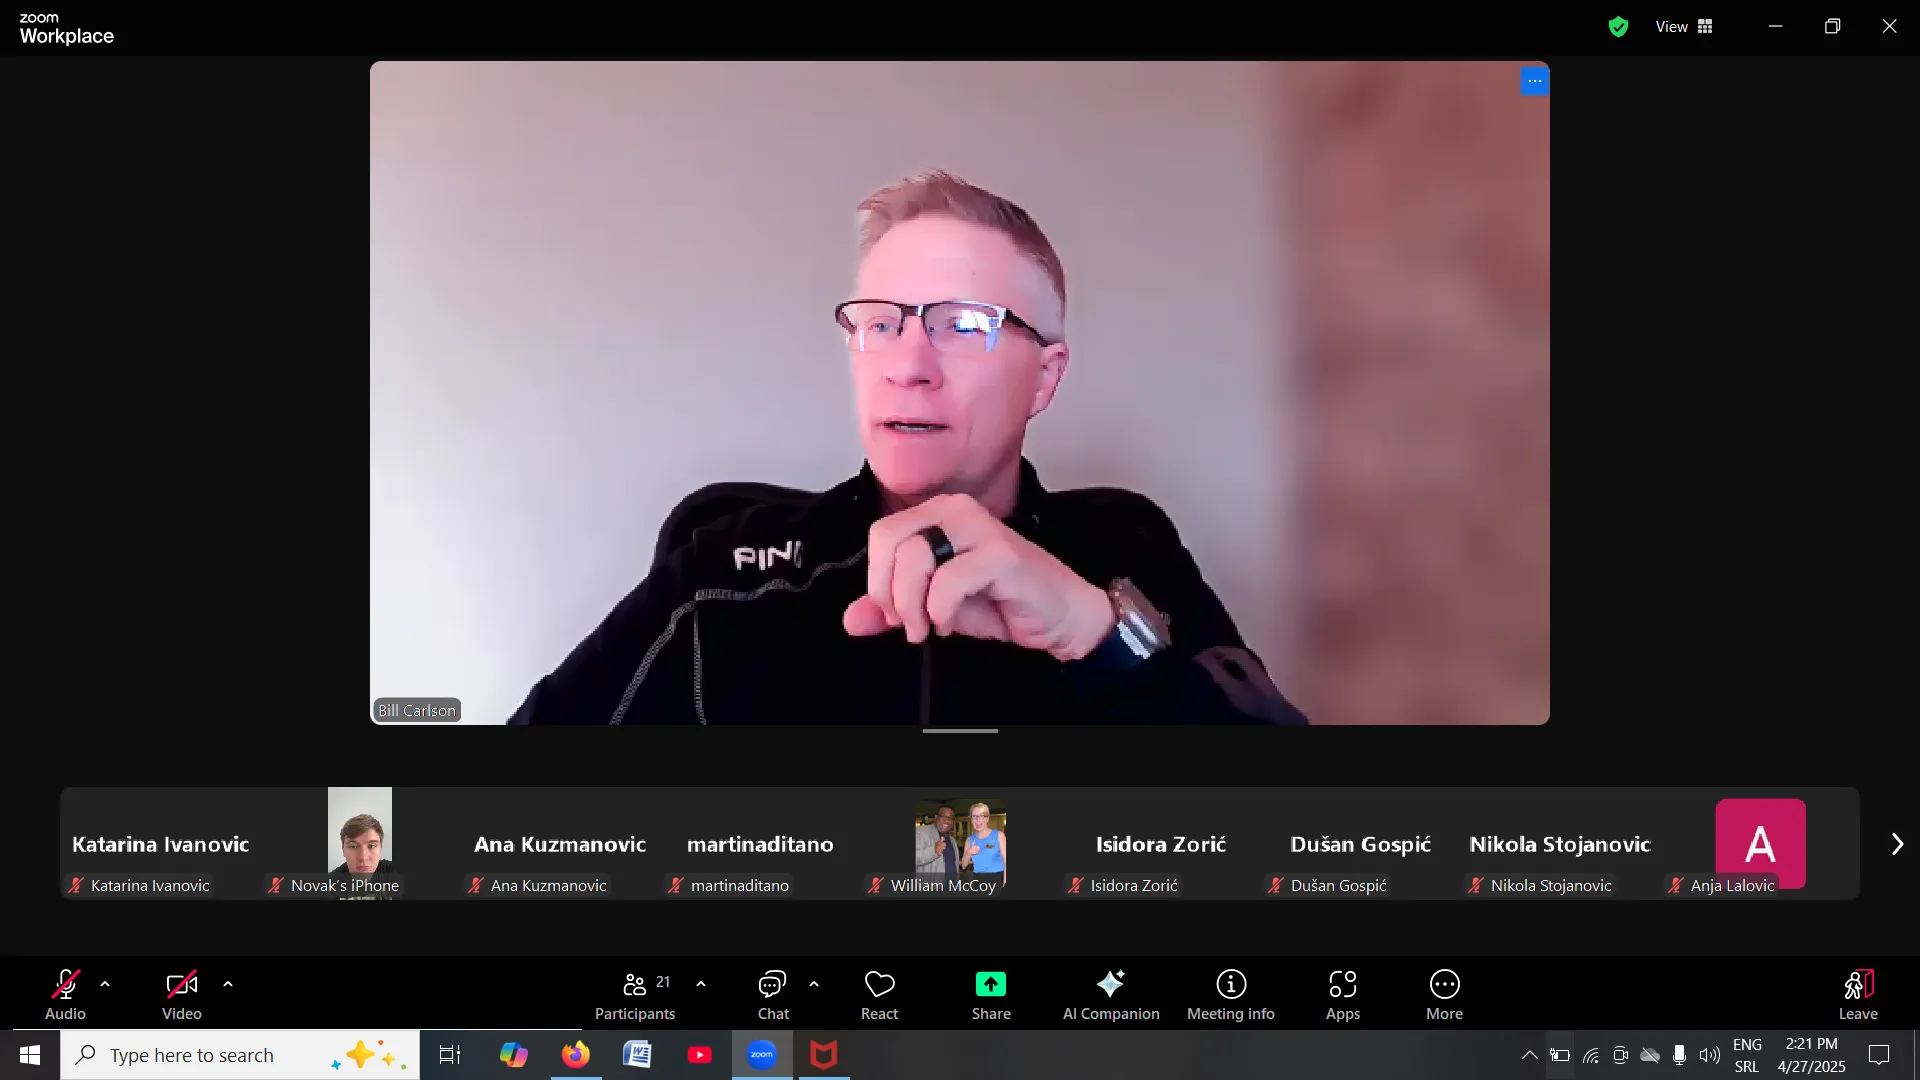 zoom
Workplace
View
PING
Bill Carlson
Katarina Ivanovic
Ana Kuzmanovic
martinaditano
Isidora Zorić
Dušan Gospić
Nikola Stojanovic
A
Katarina Ivanovic
Novak's iPhone
Ana Kuzmanovic
martinaditano
William McCoy
Isidora Zorić
Dušan Gospić
Nikola Stojanovic
Anja Lalovic
21
Audio
Video
Participants
Chat
React
Share
AI Companion
Meeting info
Apps
More
Leave
Type here to search
zoom
ENG
SRL
2:21 PM
4/27/2025